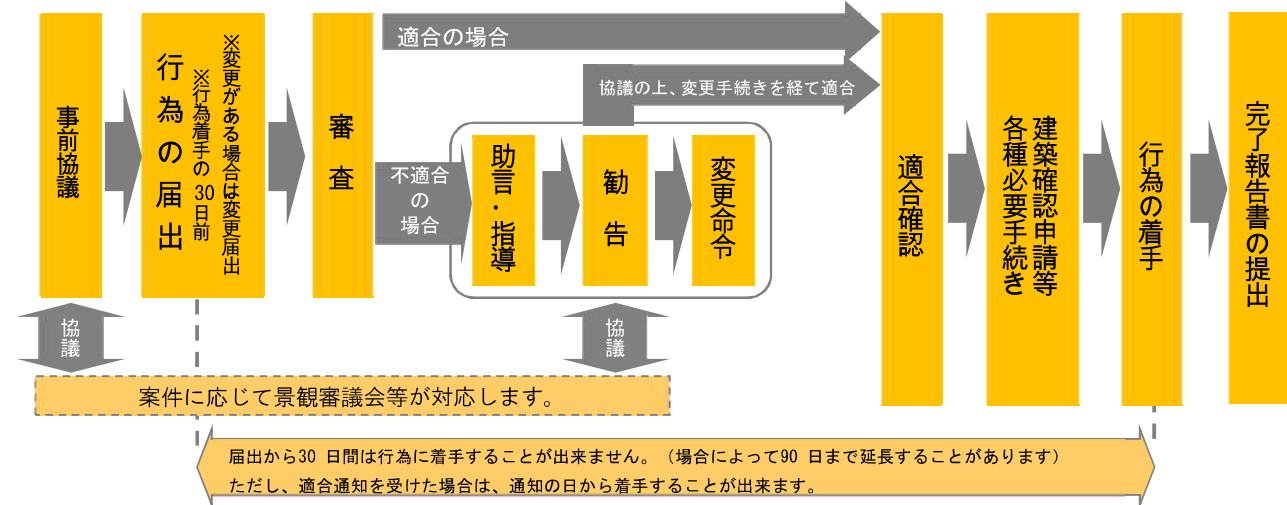 事前協議
行為の届出
※行為着手の30日前
※変更がある場合は変更届出
審査
適合の場合
協議の上、変更手続きを経て適合
不適合
の
場合
助言・指導
勧告
変更命令
適合確認
建築確認申請等
各種必要手続き
行為の着手
完了報告書の提出
協議
協議
案件に応じて景観審議会等が対応します。
届出から30 日間は行為に着手することが出来ません。（場合によって90 日まで延長することがあります）
ただし、適合通知を受けた場合は、通知の日から着手することが出来ます。